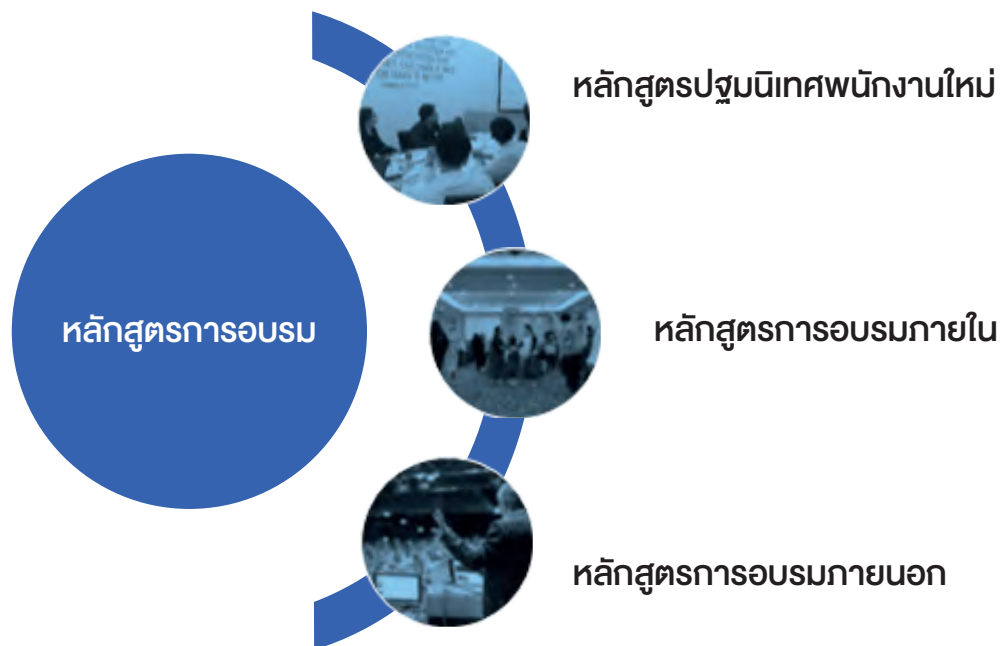 หลักสูตรปฐมนิเทศพนักงานใหม่
หลักสูตรการอบรม
หลักสูตรการอบรมภายใน
หลักสูตรการอบรมภายนอก